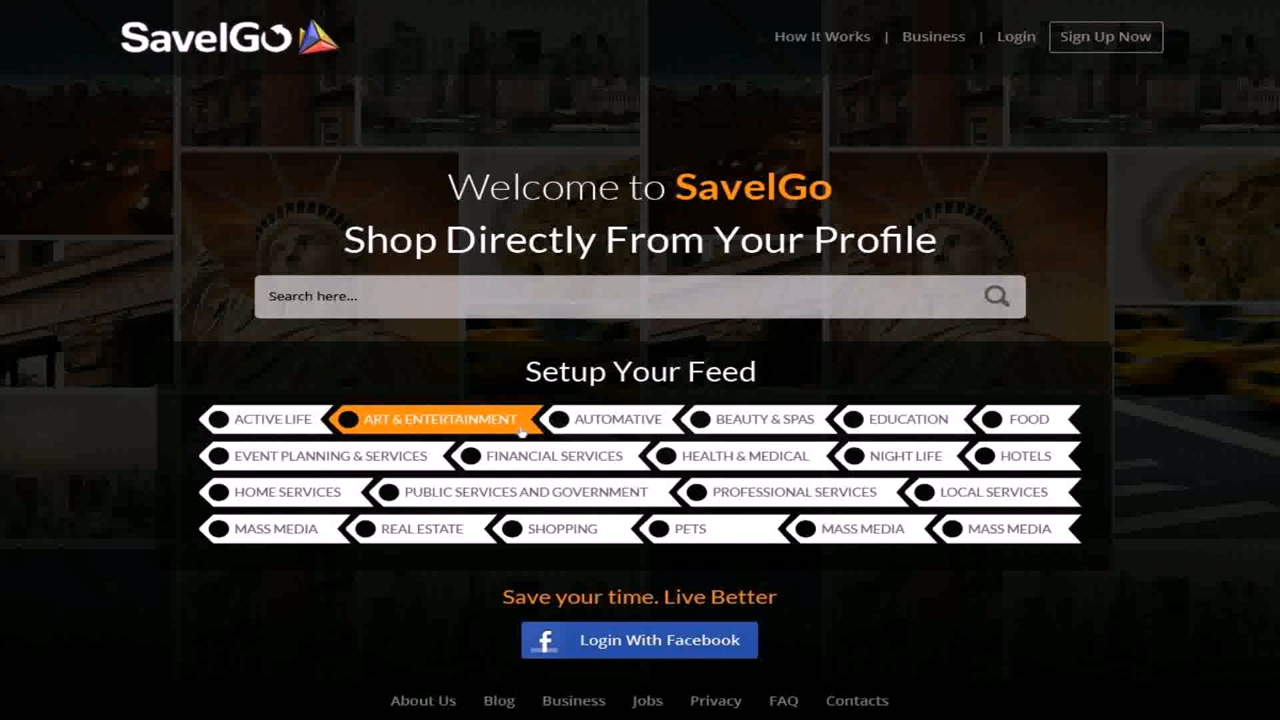 SavelGo
How It Works | Business | Login Sign Up Now
Welcome to SavelGo
Shop Directly From Your Profile
Search here...
Setup Your Feed
ACTIVE LIFE ART & ENTERTAINMENT AUTOMATIVE BEAUTY & SPAS EDUCATION FOOD
EVENT PLANNING & SERVICES FINANCIAL SERVICES HEALTH & MEDICAL NIGHT LIFE HOTELS
HOME SERVICES PUBLIC SERVICES AND GOVERNMENT PROFESSIONAL SERVICES LOCAL SERVICES
MASS MEDIA REAL ESTATE SHOPPING PETS MASS MEDIA MASS MEDIA
Save your time. Live Better
f Login With Facebook
About Us Blog Business Jobs Privacy FAQ Contacts